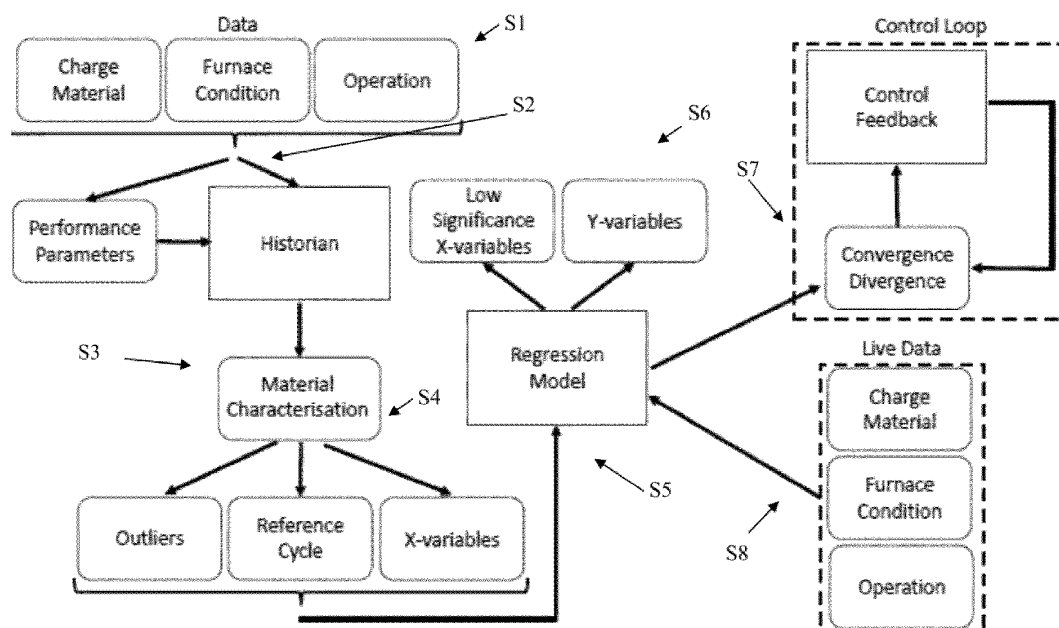 Data
S1
Charge
Material
Furnace
Condition
Operation
S2
Performance
Parameters
Historian
S3
Material
Characterisation
S4
Outliers
Reference
Cycle
X-variables
Low
Significance
X-variables
Y-variables
S6
Regression
Model
S5
Control Loop
Control
Feedback
S7
Convergence
Divergence
Live Data
Charge
Material
Furnace
Condition
Operation
S8